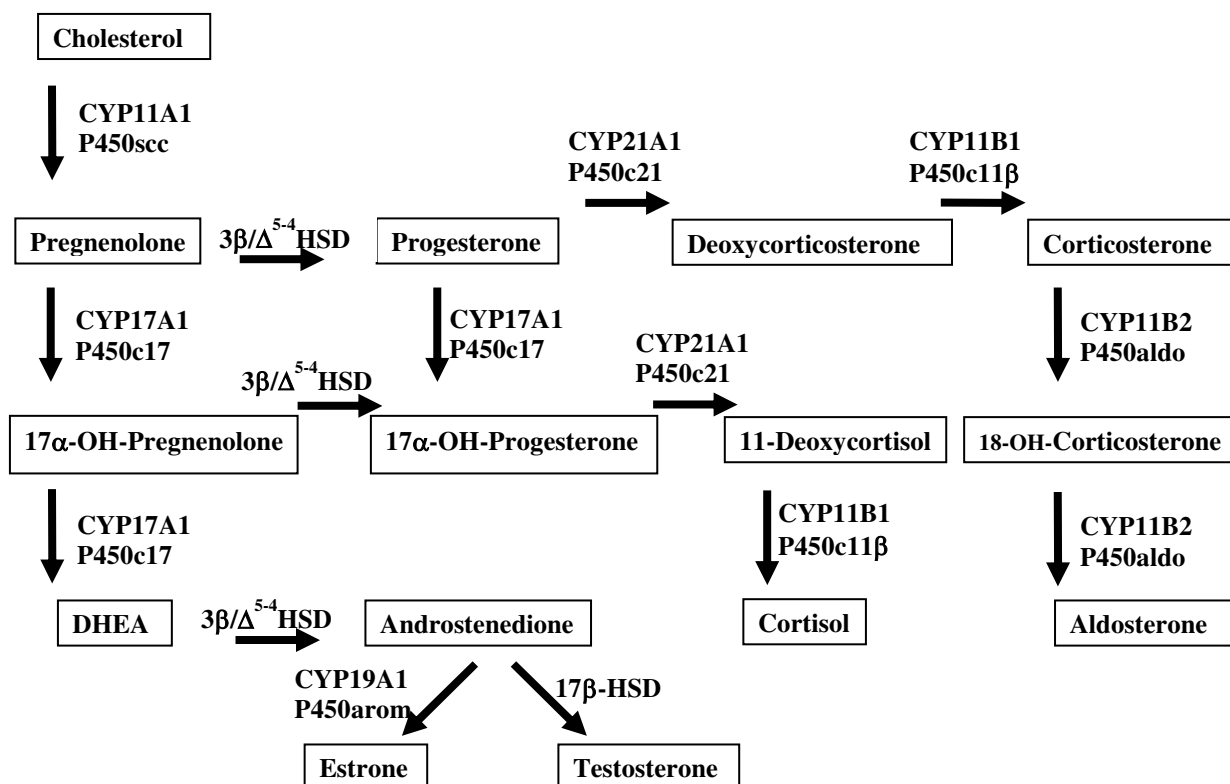 Cholesterol
CYP11A1
P450scc
CYP21A1
P450c21
CYP11B1
P450c11β
Pregnenolone
3β/Δ⁵⁻⁴HSD
Progesterone
Deoxycorticosterone
Corticosterone
CYP17A1
P450c17
CYP17A1
P450c17
CYP21A1
P450c21
CYP11B2
P450aldo
3β/Δ⁵⁻⁴HSD
17α-OH-Pregnenolone
17α-OH-Progesterone
11-Deoxycortisol
18-OH-Corticosterone
CYP17A1
P450c17
CYP11B1
P450c11β
CYP11B2
P450aldo
DHEA
3β/Δ⁵⁻⁴HSD
Androstenedione
Cortisol
Aldosterone
CYP19A1
P450arom
17β-HSD
Estrone
Testosterone